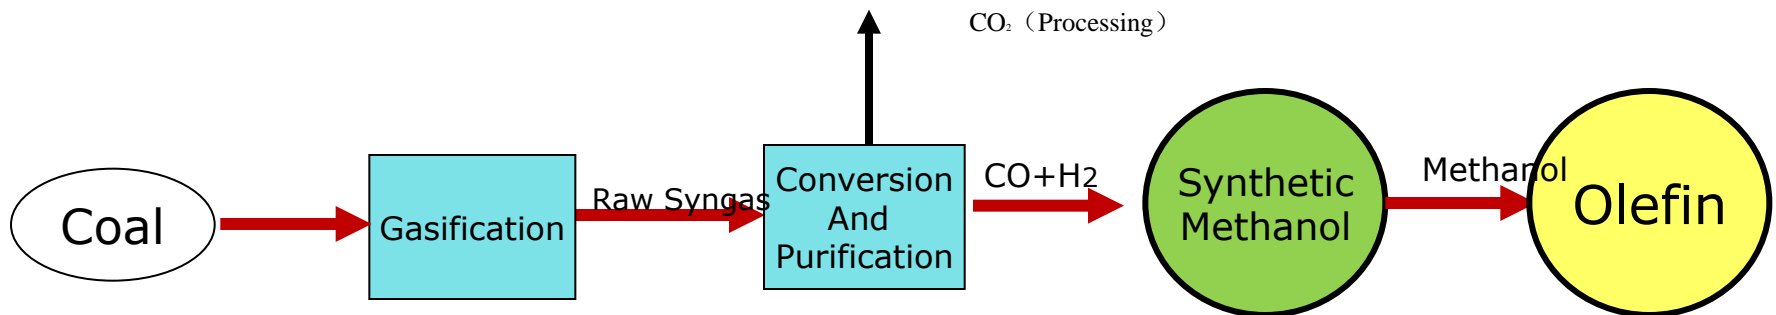 CO₂（Processing）
Coal
Gasification
Raw Syngas
Conversion
And
Purification
CO+H2
Synthetic
Methanol
Methanol
Olefin